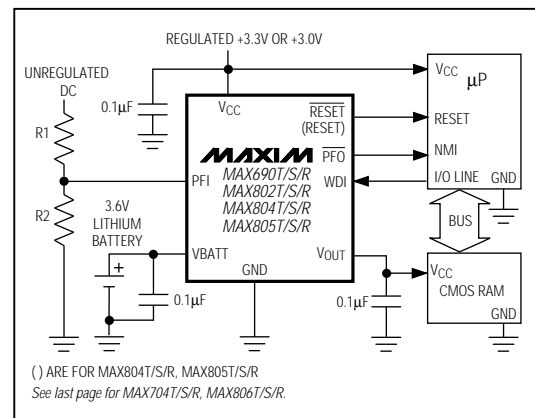 REGULATED +3.3V OR +3.0V
UNREGULATED
DC
R1
R2
0.1µF
VCC
RESET
(RESET)
MAXIM
MAX690T/S/R
MAX802T/S/R
MAX804T/S/R
MAX805T/S/R
PFO
PFI
WDI
VBATT
VOUT
GND
3.6V
LITHIUM
BATTERY
+
0.1µF
0.1µF
VCC
µP
RESET
NMI
I/O LINE
GND
BUS
VCC
CMOS RAM
GND
( ) ARE FOR MAX804T/S/R, MAX805T/S/R
See last page for MAX704T/S/R, MAX806T/S/R.